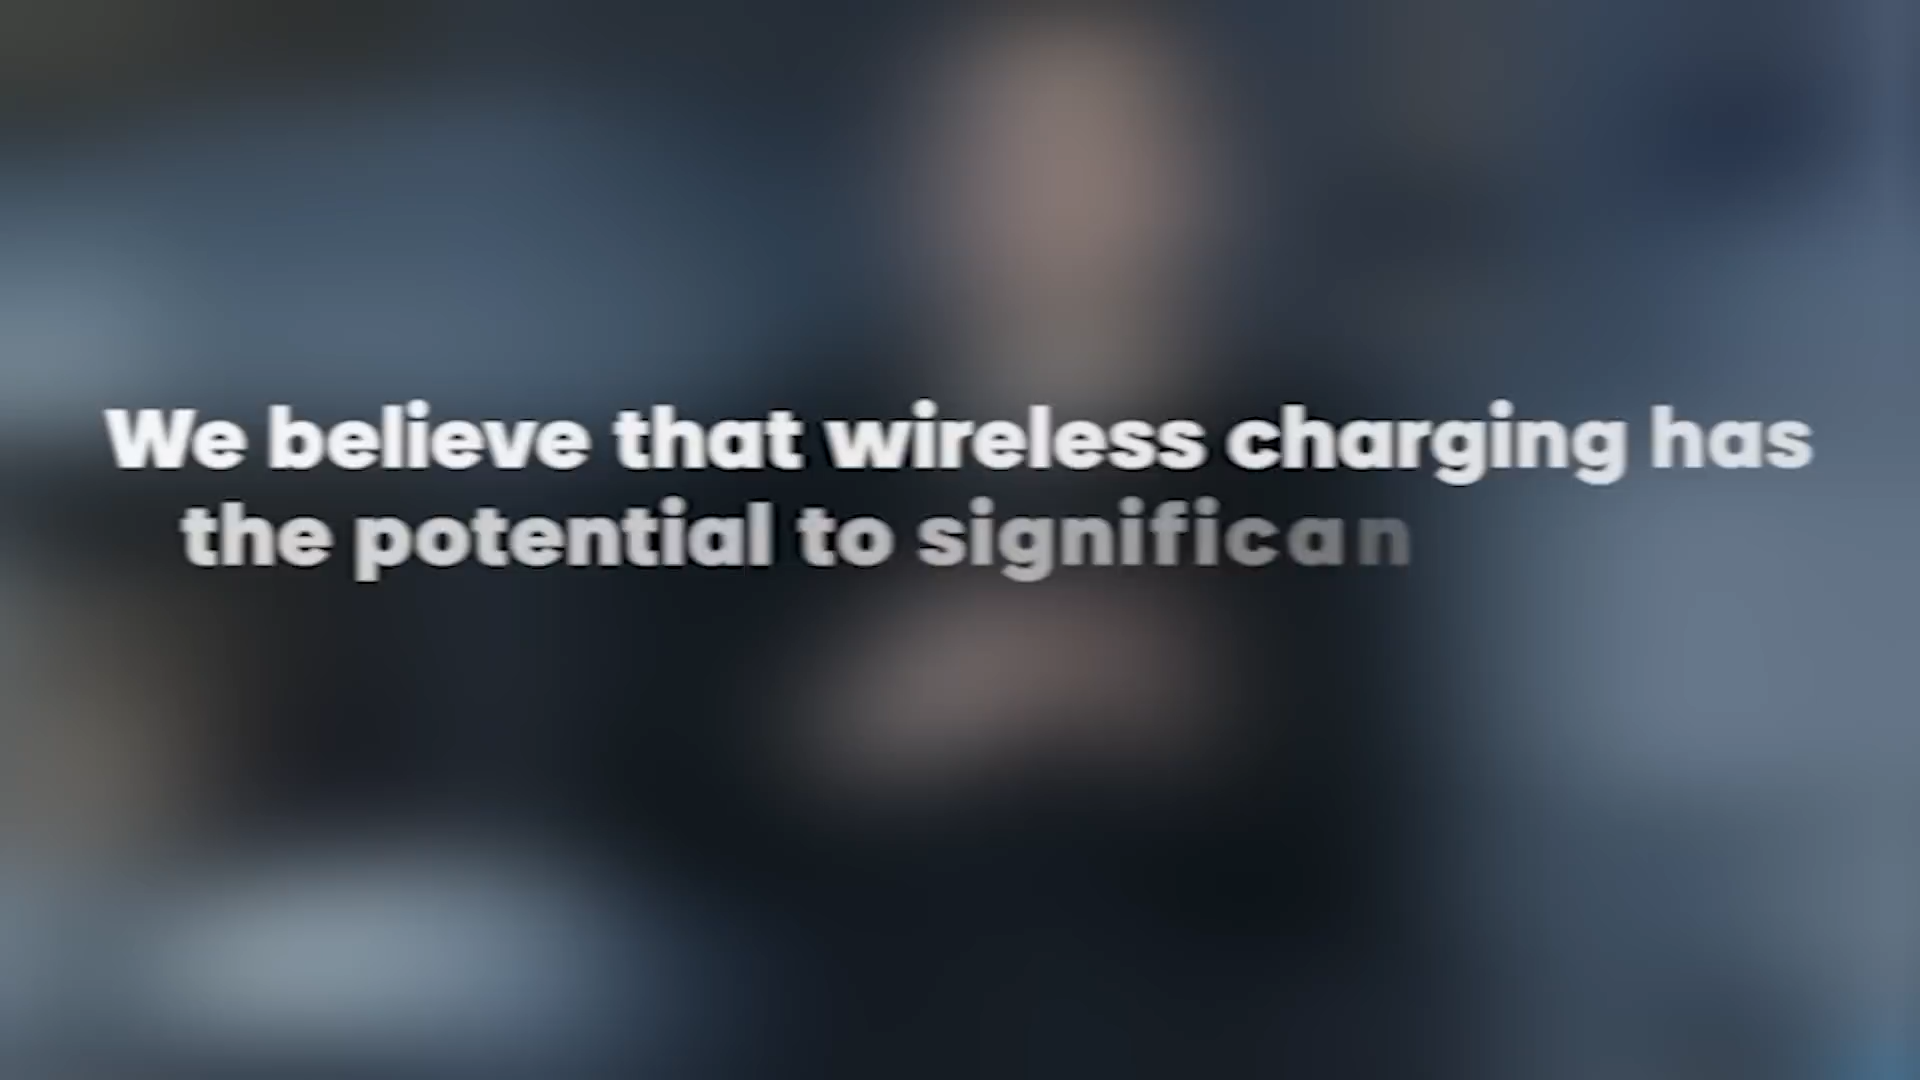 We believe that wireless charging has
the potential to significan